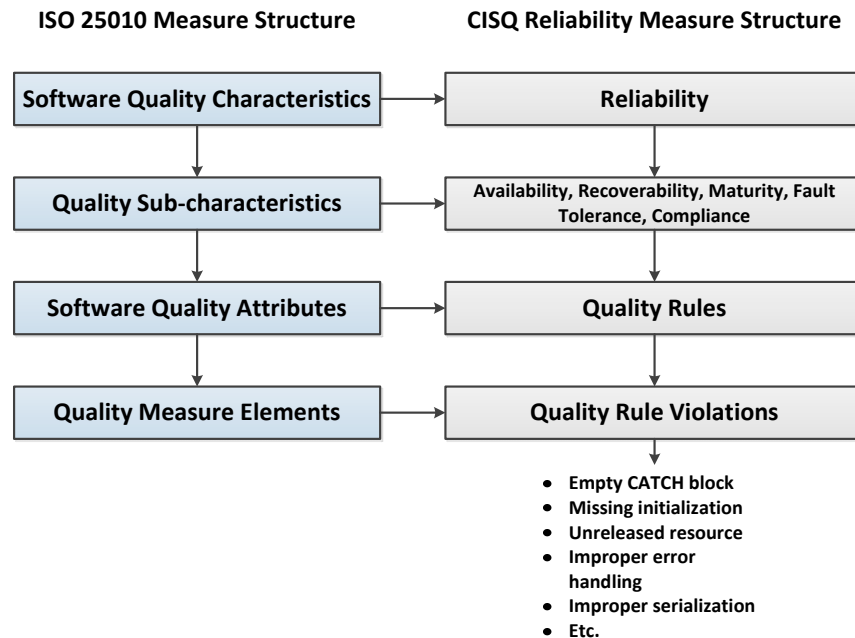 ISO 25010 Measure Structure
CISQ Reliability Measure Structure
Software Quality Characteristics
Reliability
Quality Sub-characteristics
Availability, Recoverability, Maturity, Fault
Tolerance, Compliance
Software Quality Attributes
Quality Rules
Quality Measure Elements
Quality Rule Violations
• Empty CATCH block
• Missing initialization
• Unreleased resource
• Improper error
handling
• Improper serialization
• Etc.